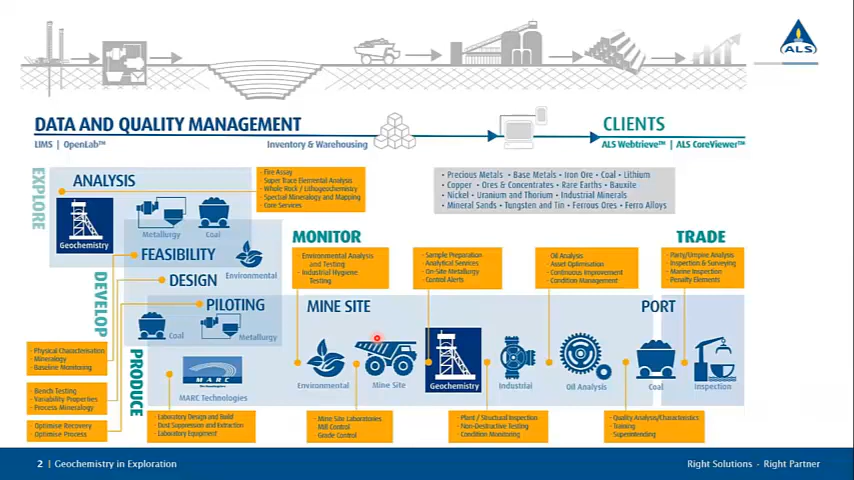 ALS
DATA AND QUALITY MANAGEMENT
CLIENTS
LIMS | OpenLab™
Inventory & Warehousing
ALS Webtrieve™ | ALS CoreViewer™
EXPLORE
ANALYSIS
- Fire Assay
- Super Trace Elemental Analysis
- Whole Rock / Lithogeochemistry
- Spectral Mineralogy and Mapping
- Core Services
• Precious Metals • Base Metals • Iron Ore • Coal • Lithium
• Copper • Ores & Concentrates • Rare Earths • Bauxite
• Nickel • Uranium and Thorium • Industrial Minerals
• Mineral Sands • Tungsten and Tin • Ferrous Ores • Ferro Alloys
Geochemistry
Metallurgy
Coal
FEASIBILITY
Environmental
DEVELOP
DESIGN
PILOTING
Coal
Metallurgy
MONITOR
- Environmental Analysis
and Testing
- Industrial Hygiene
Testing
- Sample Preparation
- Analytical Services
- On-Site Metallurgy
- Control Alerts
- Oil Analysis
- Asset Optimisation
- Continuous Improvement
- Condition Management
TRADE
- Party/Umpire Analysis
- Inspection & Surveying
- Marine Inspection
- Penalty Elements
MINE SITE
PORT
- Physical Characterisation
- Mineralogy
- Baseline Monitoring
- Bench Testing
- Variability Properties
- Process Mineralogy
- Optimise Recovery
- Optimise Process
PRODUCE
MARC
MARC Technologies
Environmental
Mine Site
Geochemistry
Industrial
Oil Analysis
Coal
Inspection
- Laboratory Design and Build
- Dust Suppression and Extraction
- Laboratory Equipment
- Mine Site Laboratories
- Mill Control
- Grade Control
- Plant / Structural Inspection
- Non-Destructive Testing
- Condition Monitoring
- Quality Analysis/Characteristics
- Training
- Superintending
2 | Geochemistry in Exploration
Right Solutions · Right Partner